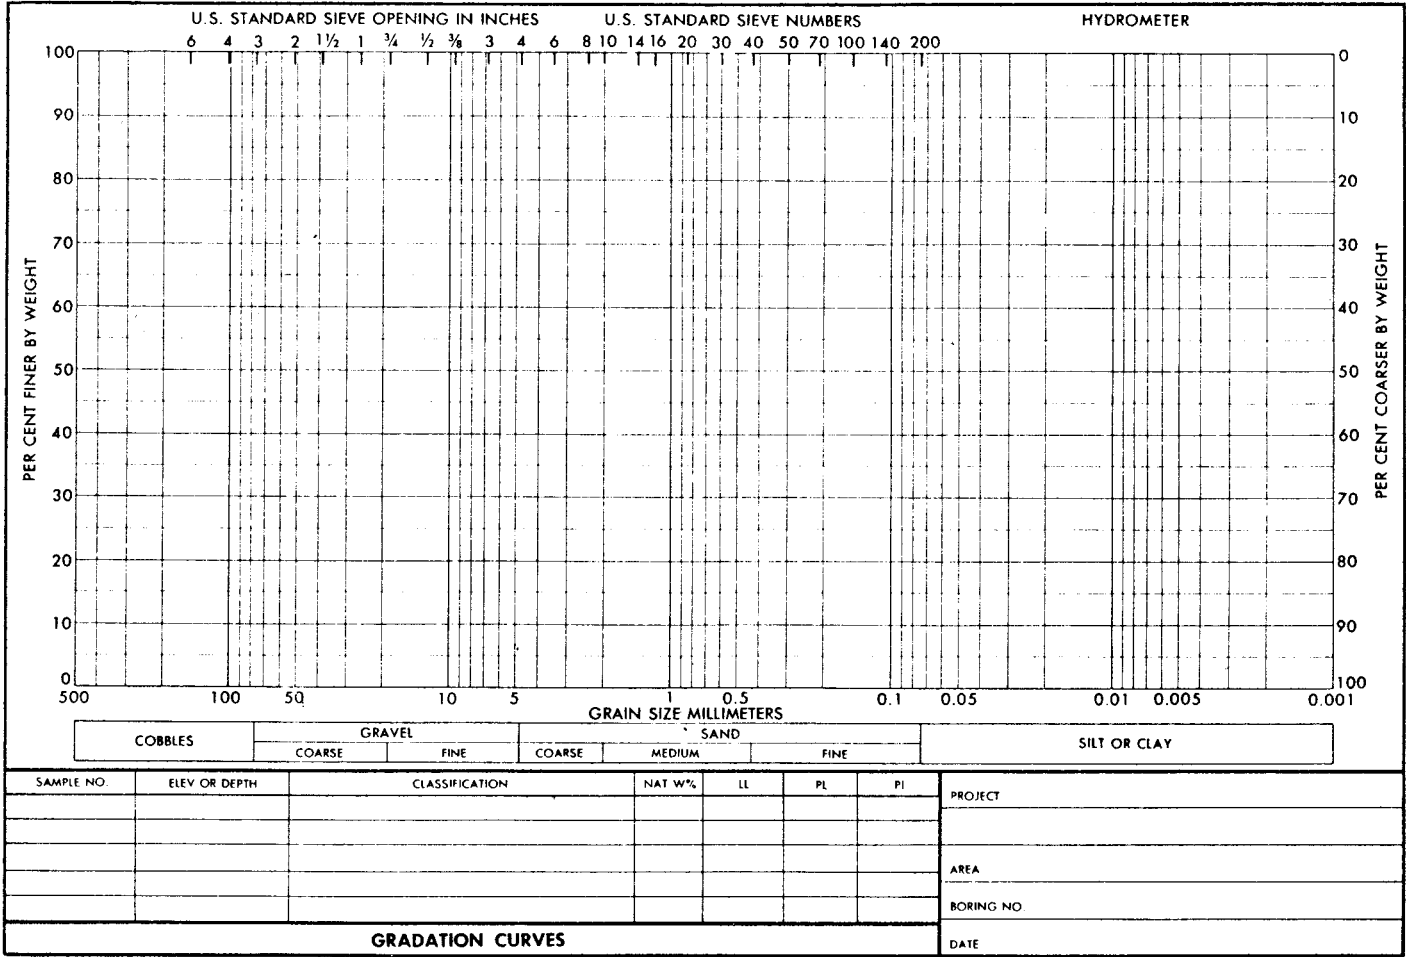 U.S. STANDARD SIEVE OPENING IN INCHES U.S. STANDARD SIEVE NUMBERS HYDROMETER
6 4 3 2 1½ 1 ¾ ½ ⅜ 3 4 6 8 10 14 16 20 30 40 50 70 100 140 200
100 0
90 10
80 20
70 30
60 40
50 50
40 60
30 70
20 80
10 90
0 100
PER CENT FINER BY WEIGHT
PER CENT COARSER BY WEIGHT
500 100 50 10 5 1 0.5 0.1 0.05 0.01 0.005 0.001
GRAIN SIZE MILLIMETERS
COBBLES GRAVEL SAND SILT OR CLAY
COARSE FINE COARSE MEDIUM FINE
SAMPLE NO. ELEV OR DEPTH CLASSIFICATION NAT W% LL PL PI
PROJECT
AREA
BORING NO.
GRADATION CURVES
DATE